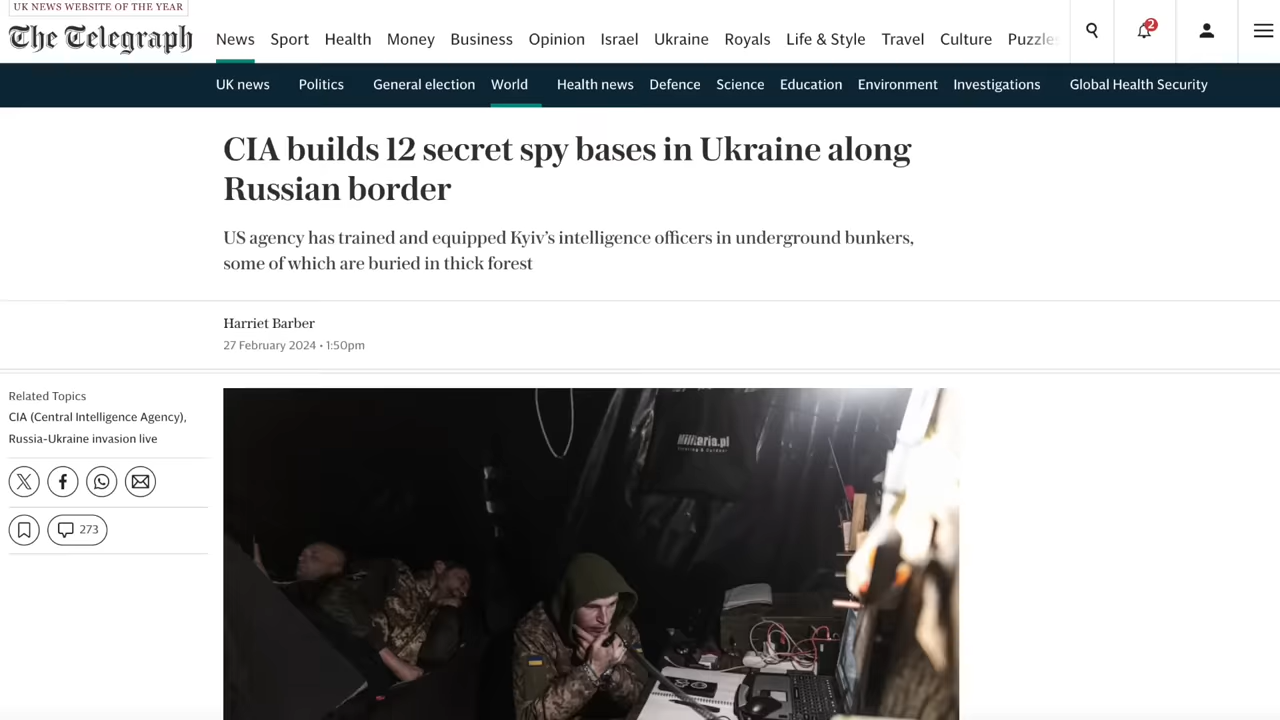 UK NEWS WEBSITE OF THE YEAR
The Telegraph
News Sport Health Money Business Opinion Israel Ukraine Royals Life & Style Travel Culture Puzzles
2
UK news Politics General election World Health news Defence Science Education Environment Investigations Global Health Security
CIA builds 12 secret spy bases in Ukraine along
Russian border
US agency has trained and equipped Kyiv's intelligence officers in underground bunkers,
some of which are buried in thick forest
Harriet Barber
27 February 2024 • 1:50pm
Related Topics
CIA (Central Intelligence Agency),
Russia-Ukraine invasion live
273
Militaria.pl